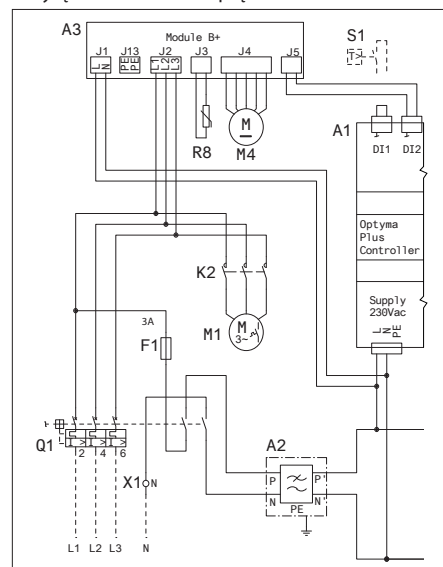 A3
Module B+
J1
J13
J2
J3
J4
J5
L
N
PE
PE
L1
L2
L3
S1
T>
R8
M
M4
A1
DI1
DI2
Optyma
Plus
Controller
K2
Supply
230Vac
L
N
PE
M1
M
3~
3A
F1
Q1
I >
I >
I >
2
4
6
A2
X1
N
P
P'
N
N'
PE
L1
L2
L3
N